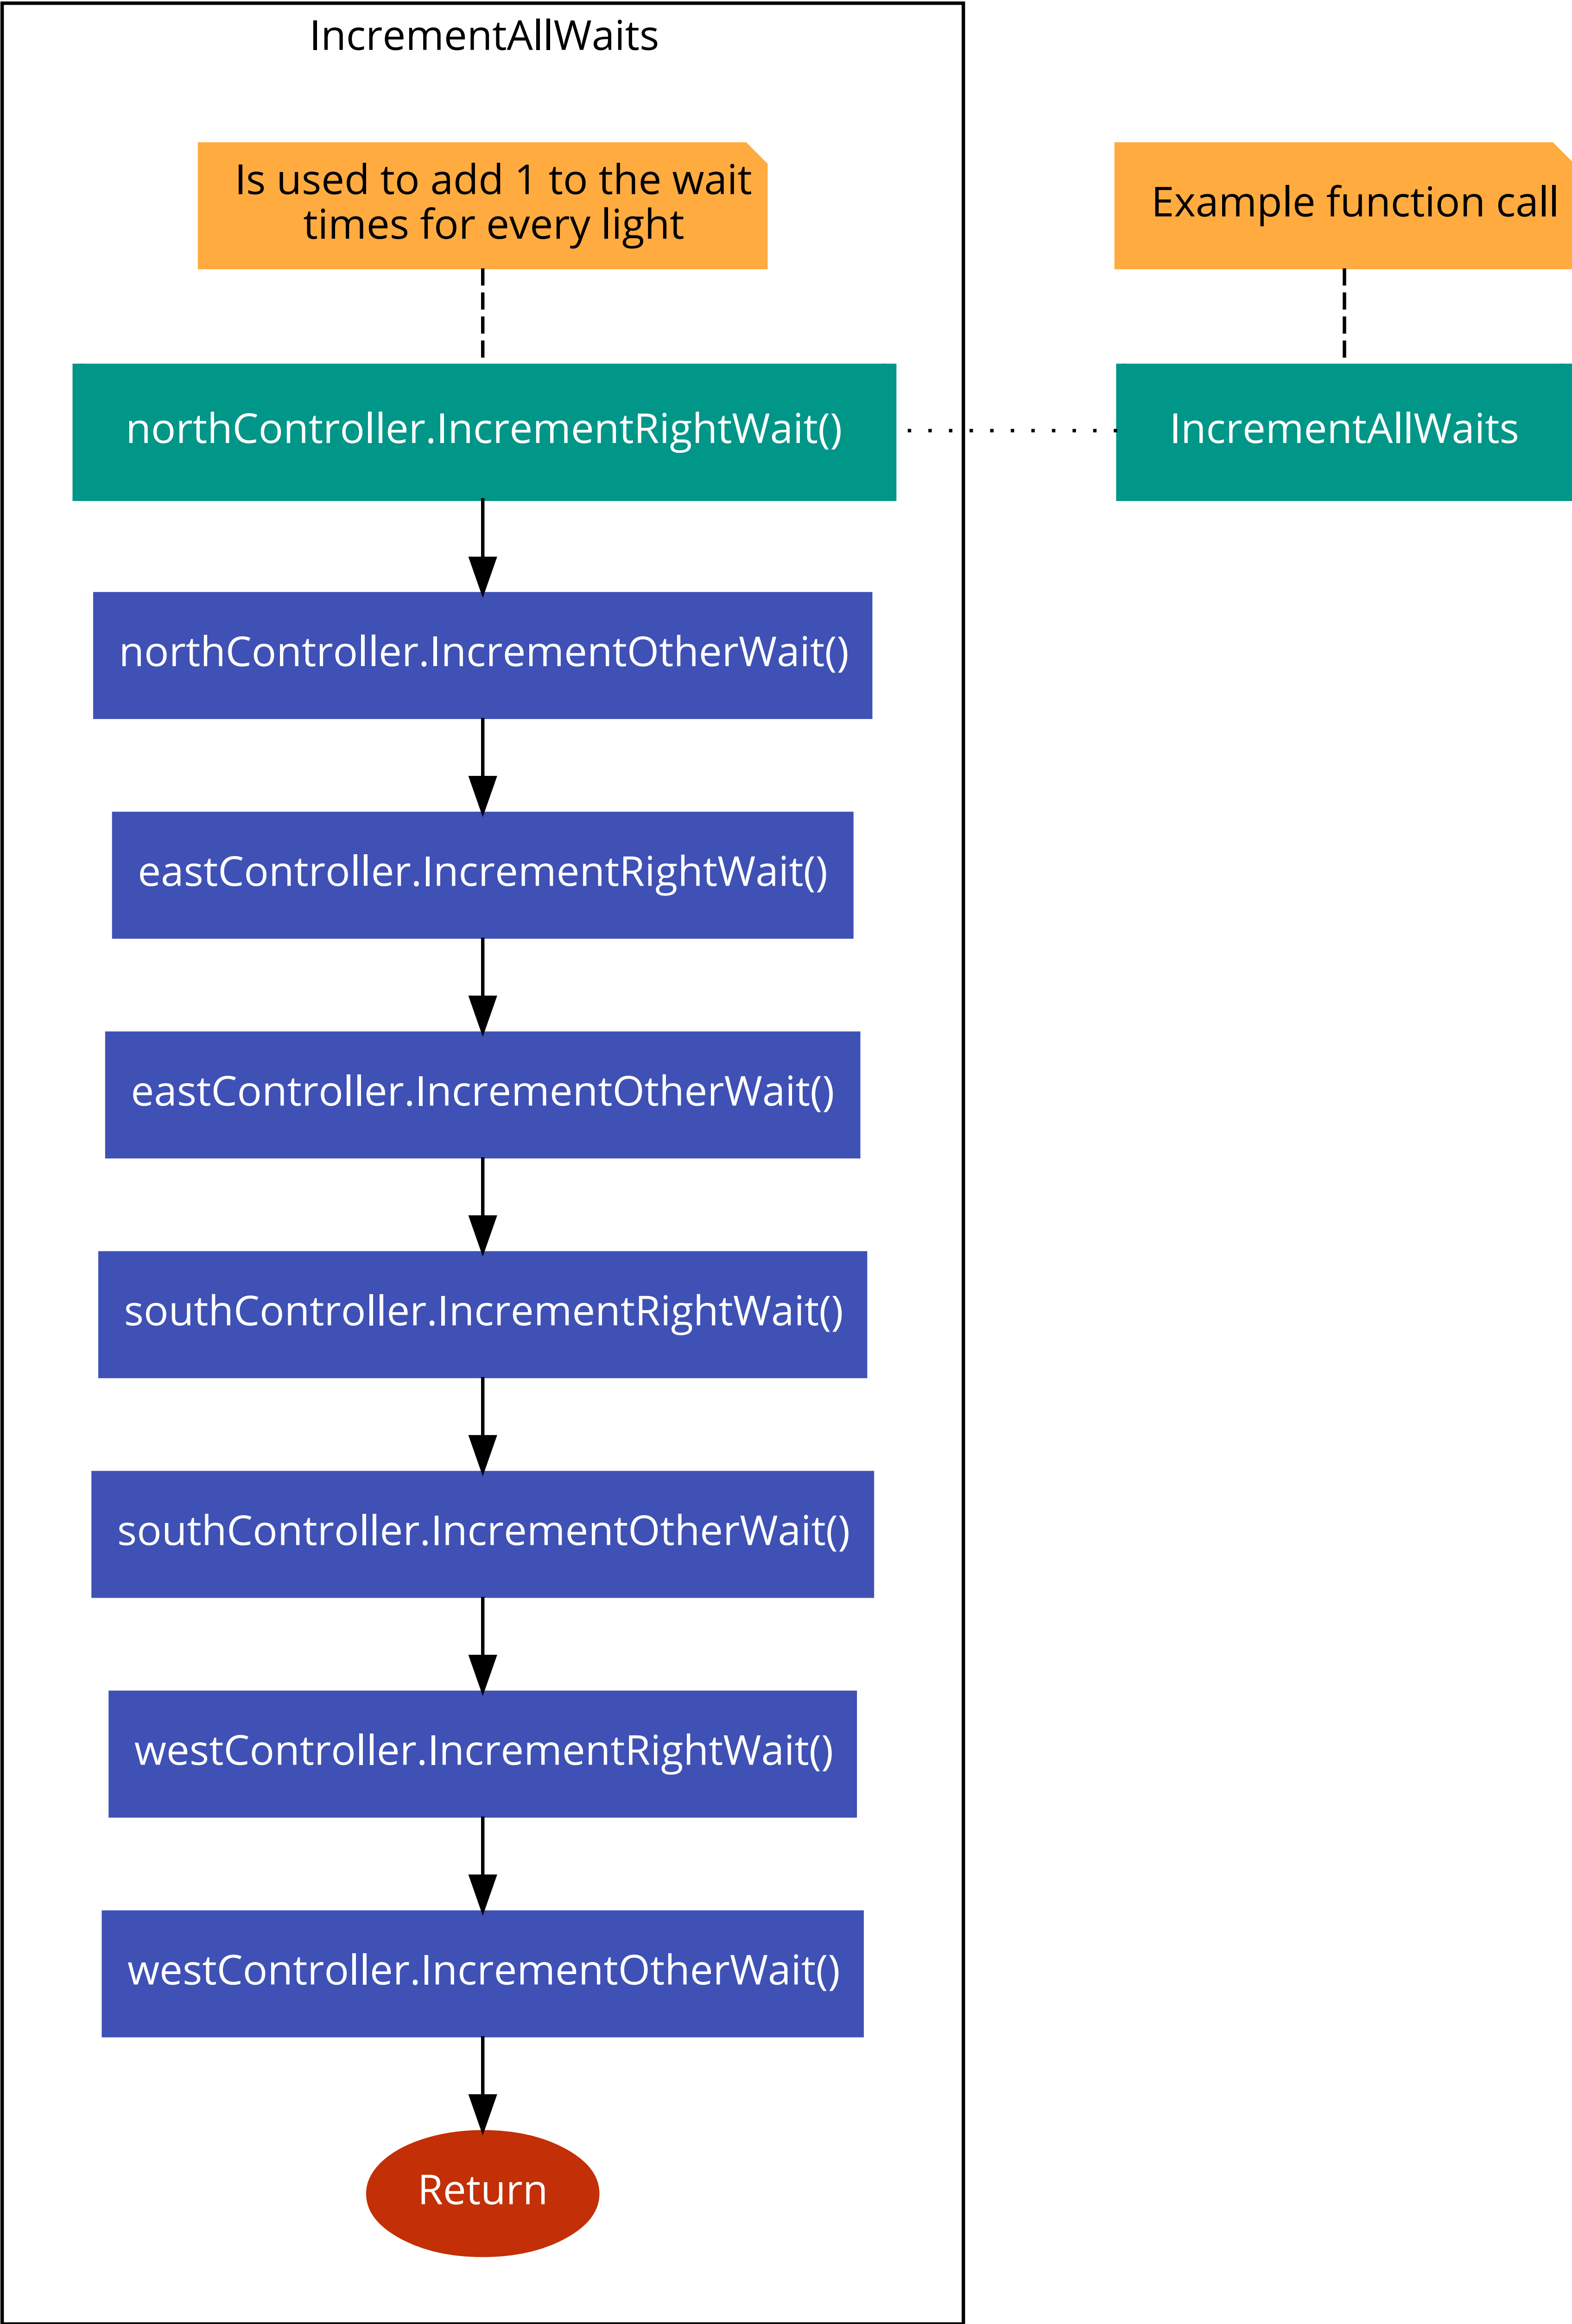 IncrementAllWaits
Is used to add 1 to the wait
times for every light
Example function call
northController.IncrementRightWait()
IncrementAllWaits
northController.IncrementOtherWait()
eastController.IncrementRightWait()
eastController.IncrementOtherWait()
southController.IncrementRightWait()
southController.IncrementOtherWait()
westController.IncrementRightWait()
westController.IncrementOtherWait()
Return